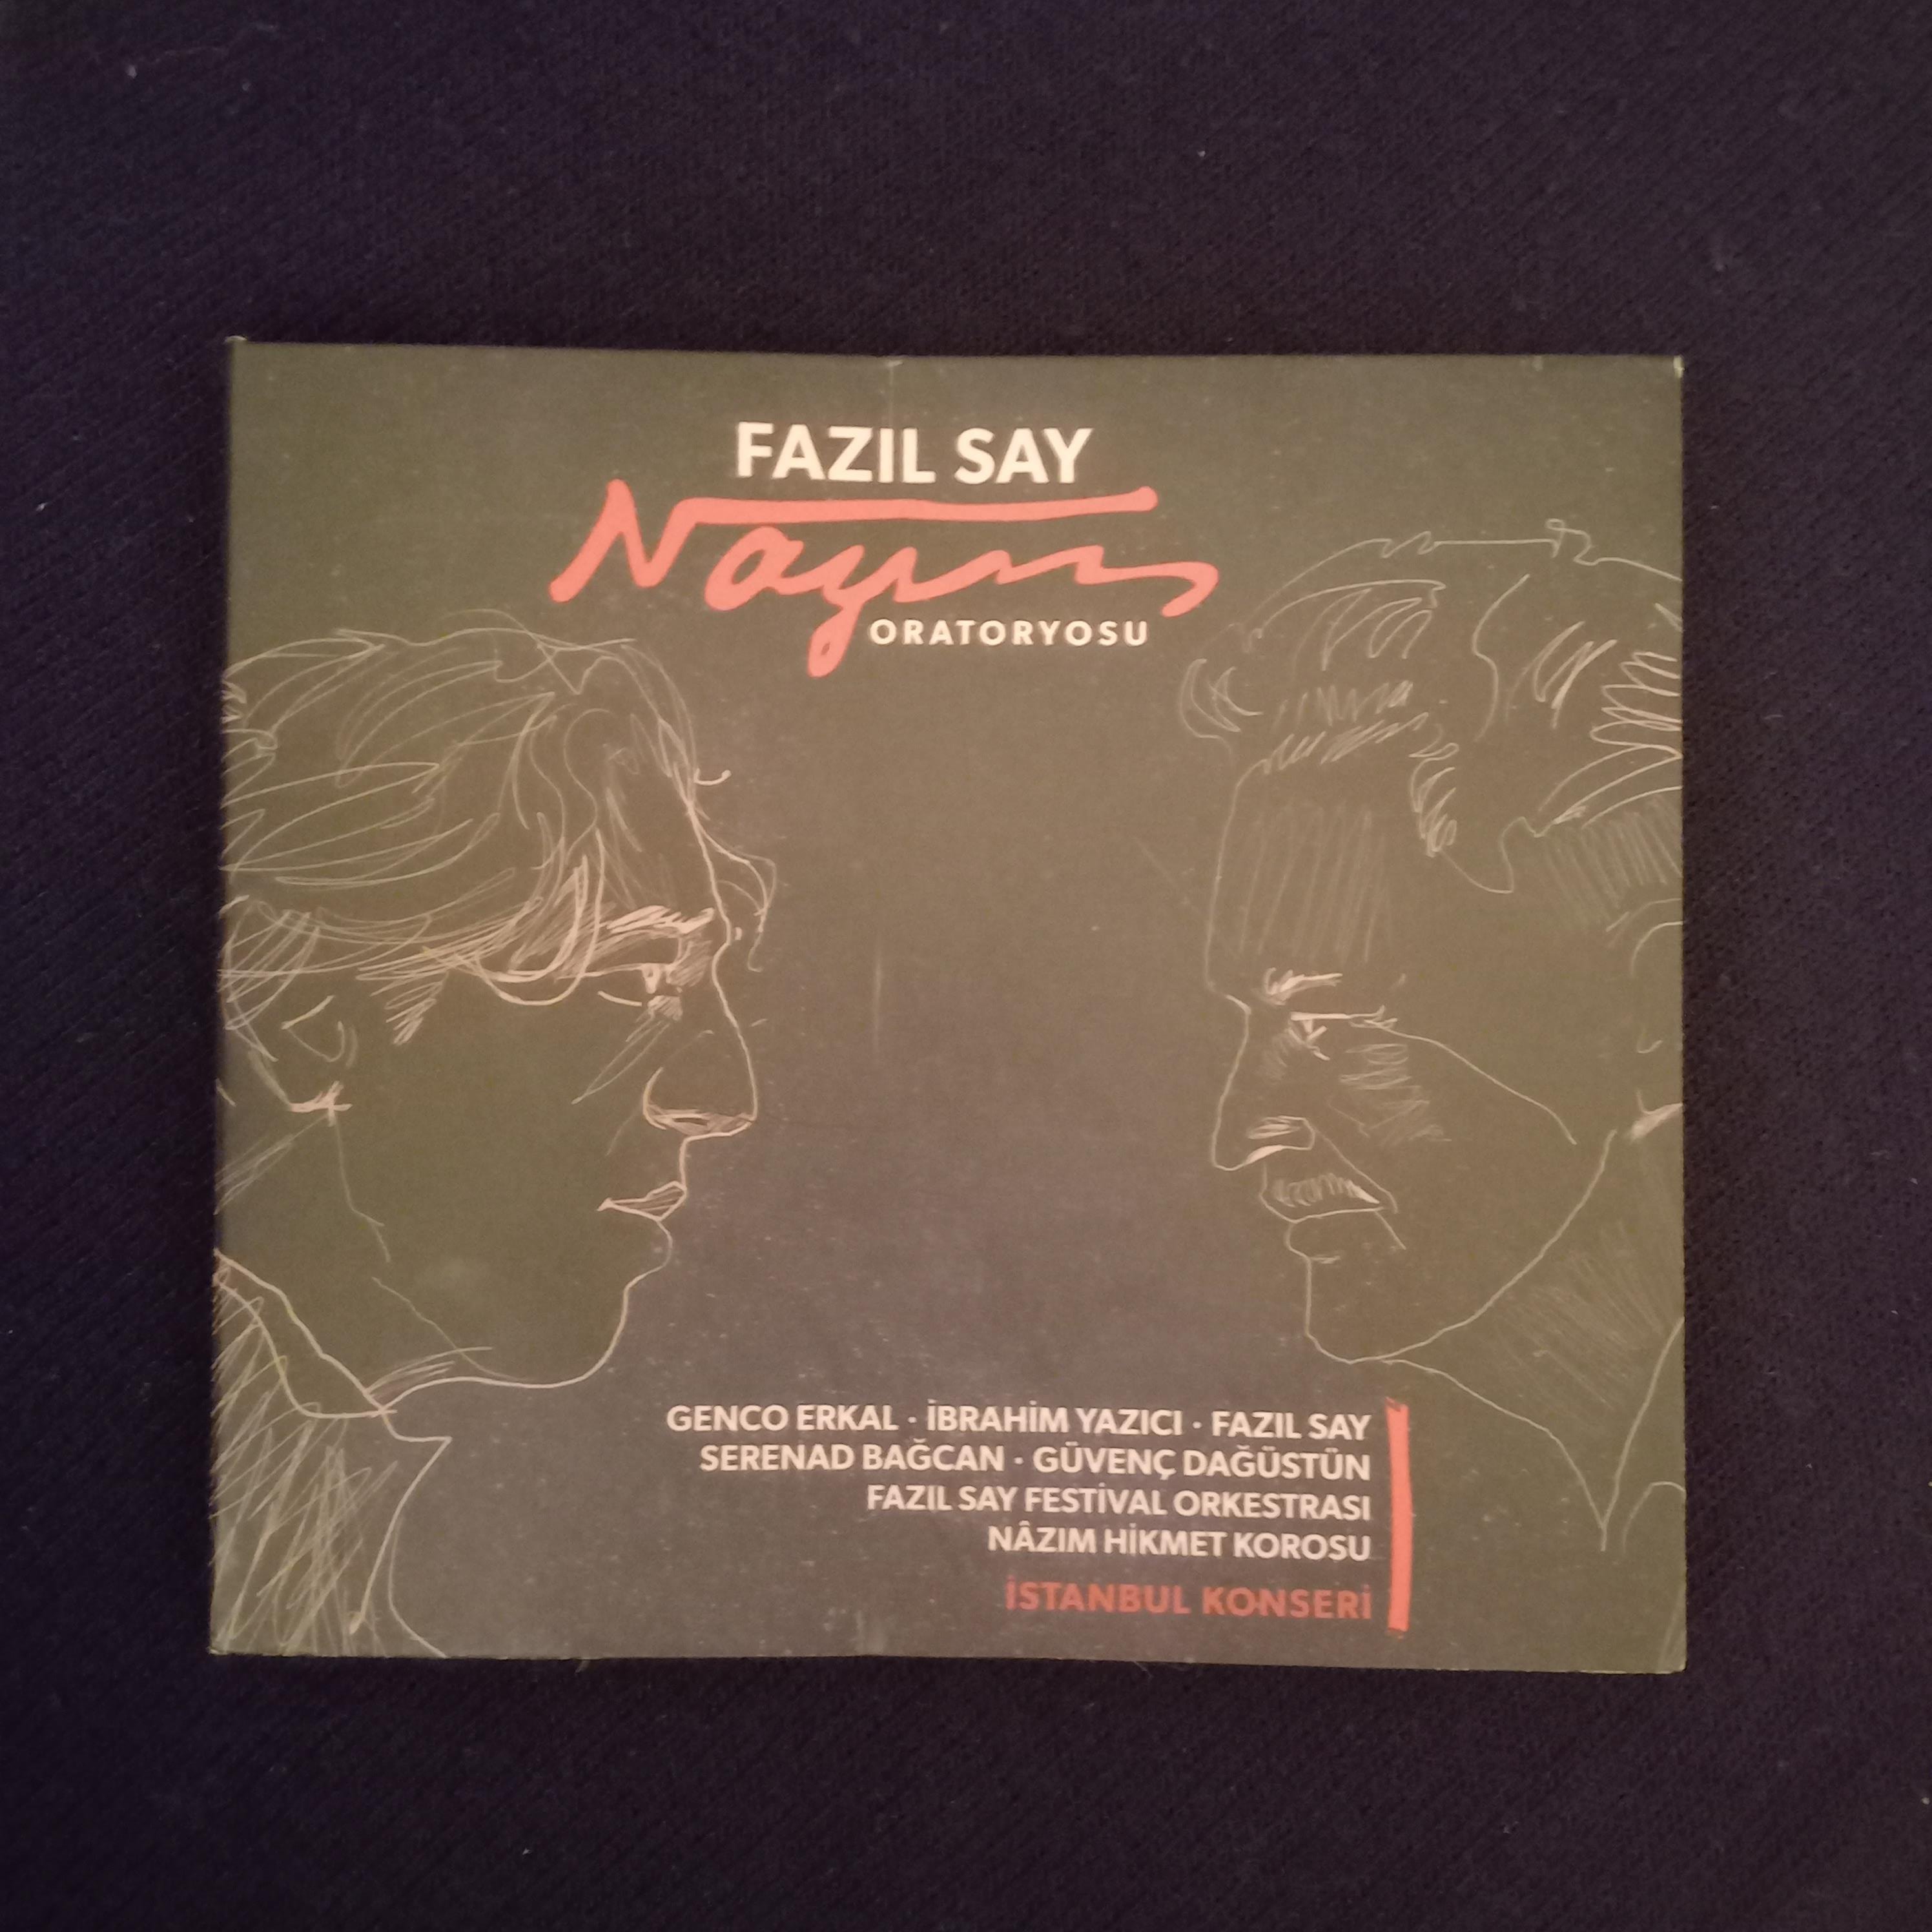 FAZIL SAY
Nazım
ORATORYOSU
GENCO ERKAL · İBRAHİM YAZICI · FAZIL SAY
SERENAD BAĞCAN · GÜVENÇ DAĞÜSTÜN
FAZIL SAY FESTİVAL ORKESTRASI
NÂZIM HİKMET KOROSU
İSTANBUL KONSERİ